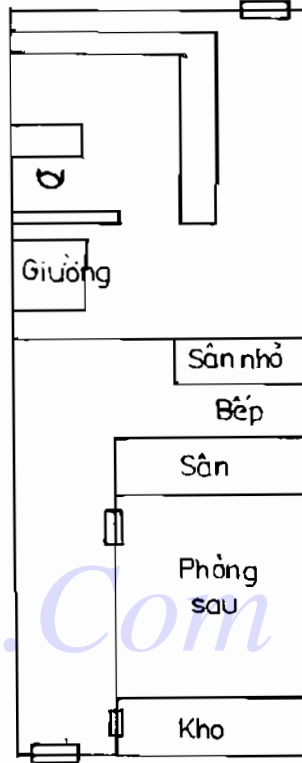 Giường
Sân nhỏ
Bếp
Sân
Phòng
sau
.Com
Kho